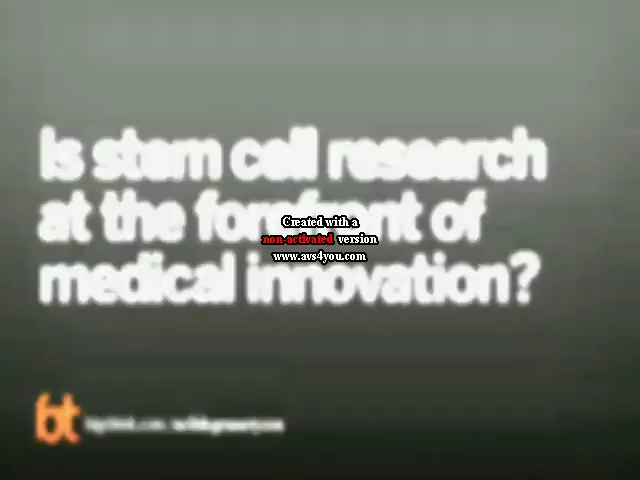 Is stem cell research
at the forefront of
medical innovation?
Created with a
non-activated version
www.avs4you.com
bt